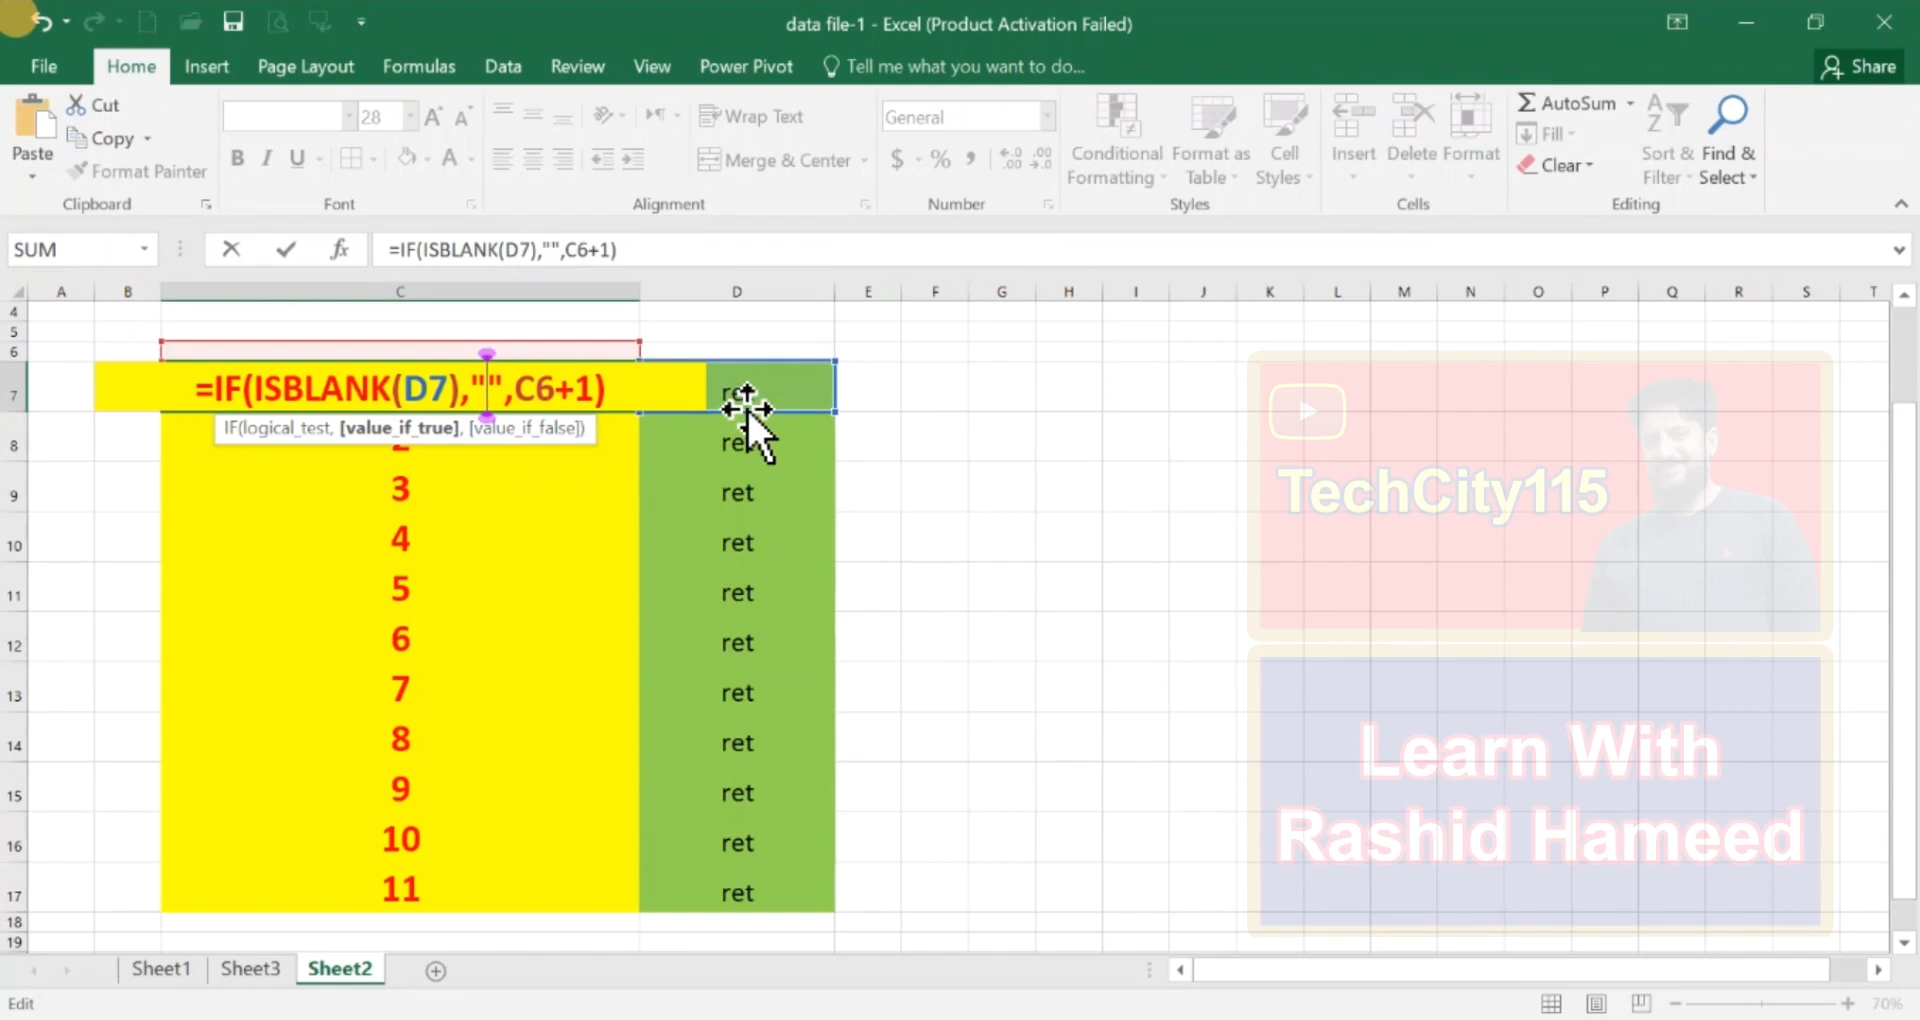 data file-1 - Excel (Product Activation Failed)
File Home Insert Page Layout Formulas Data Review View Power Pivot Tell me what you want to do... Share
Cut
Copy
Format Painter
Paste
Clipboard
28
B I U A
Font
Wrap Text
Merge & Center
Alignment
General
$ % ,
Number
Conditional Formatting
Format as Table
Cell Styles
Styles
Insert Delete Format
Cells
AutoSum
Fill
Clear
Sort & Filter
Find & Select
Editing
SUM fx =IF(ISBLANK(D7),"",C6+1)
A B C D E F G H I J K L M N O P Q R S T
4
5
6
7 =IF(ISBLANK(D7),"",C6+1)
IF(logical_test, [value_if_true], [value_if_false])
8
9 3 ret
10 4 ret
11 5 ret
12 6 ret
13 7 ret
14 8 ret
15 9 ret
16 10 ret
17 11 ret
18
19
TechCity115
Learn With
Rashid Hameed
Sheet1 Sheet3 Sheet2
Edit 70%